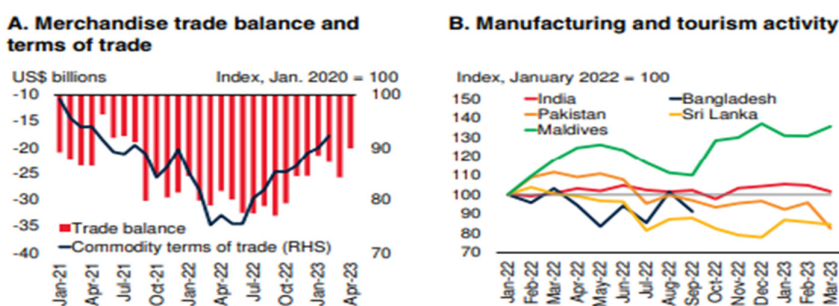 A. Merchandise trade balance and
terms of trade
US$ billions
Index, Jan. 2020 = 100
-10
-15
-20
-25
-30
-35
-40
100
90
80
70
Trade balance
Commodity terms of trade (RHS)
Jan-21
Apr-21
Jul-21
Oct-21
Jan-22
Apr-22
Jul-22
Oct-22
Jan-23
Apr-23
B. Manufacturing and tourism activity
Index, January 2022 = 100
150
140
130
120
110
100
90
80
70
India
Bangladesh
Pakistan
Sri Lanka
Maldives
Jan-22
Feb-22
Mar-22
Apr-22
May-22
Jun-22
Jul-22
Aug-22
Sep-22
Oct-22
Nov-22
Dec-22
Jan-23
Feb-23
Mar-23